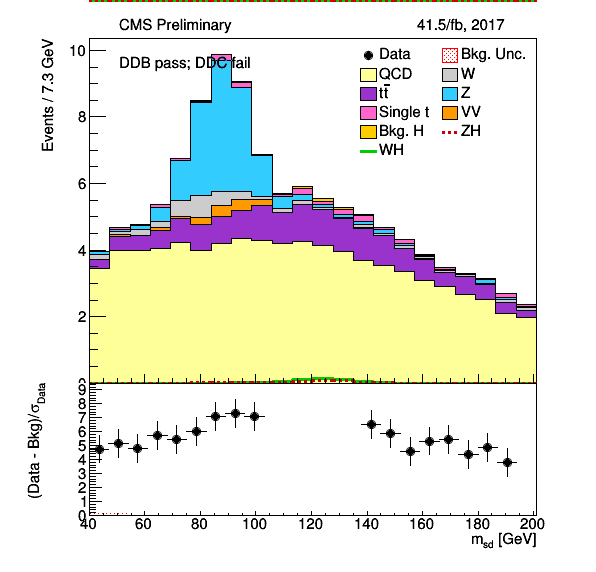 CMS Preliminary 41.5/fb, 2017
DDB pass; DDC fail
Data Bkg. Unc.
QCD W
tt̄ Z
Single t VV
Bkg. H ZH
WH
Events / 7.3 GeV
10
8
6
4
2
0
(Data - Bkg)/σData
9
8
7
6
5
4
3
2
1
0
40 60 80 100 120 140 160 180 200
msd [GeV]